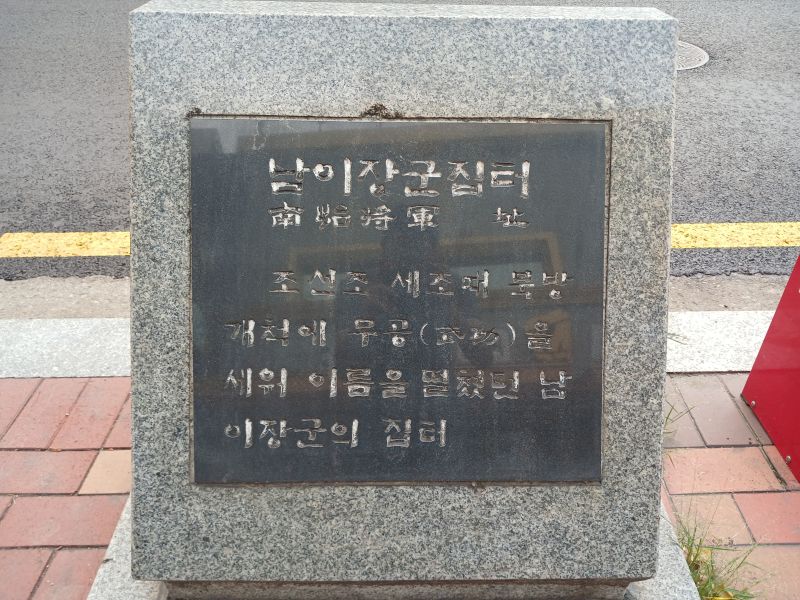 남이장군집터
南怡將軍 址
조선조 세조때 북방
개척에 무공(武功)을
세워 이름을 떨쳤던 남
이장군의 집터